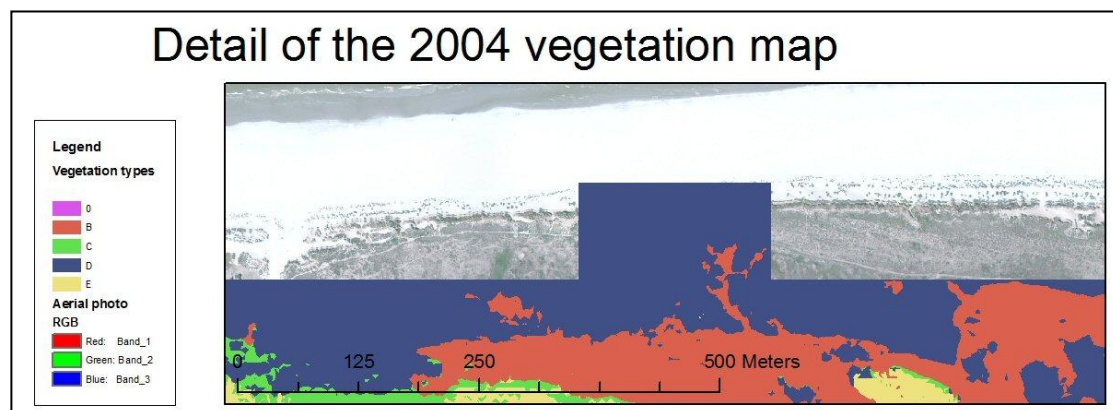 Detail of the 2004 vegetation map
Legend
Vegetation types
0
B
C
D
E
Aerial photo
RGB
Red: Band_1
Green: Band_2
Blue: Band_3
0 125 250 500 Meters